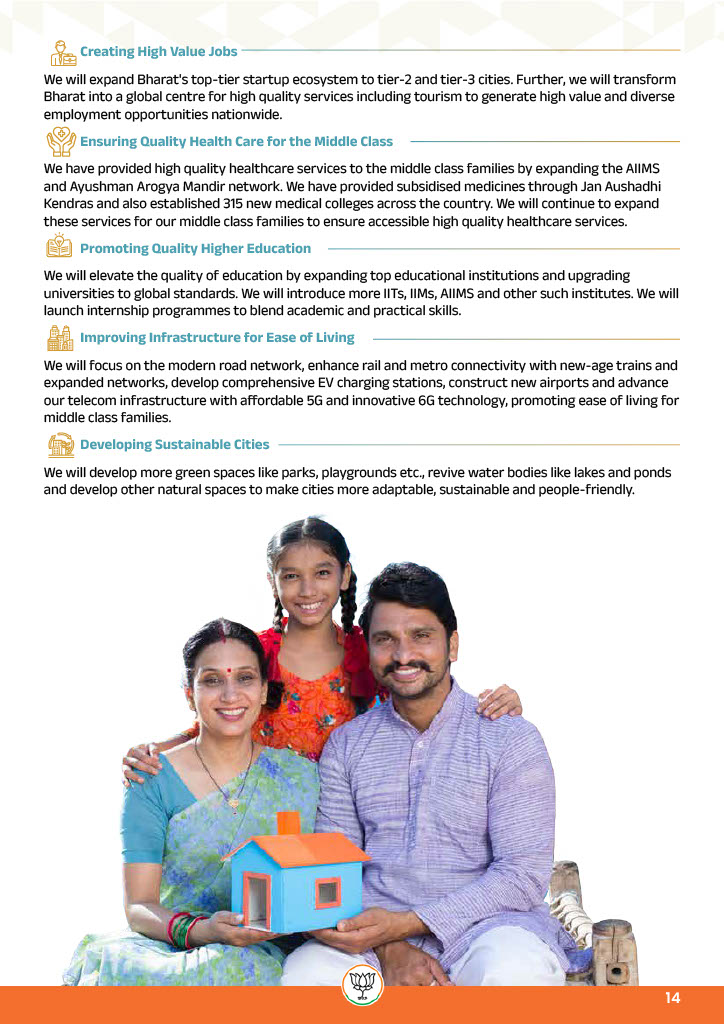 Creating High Value Jobs
We will expand Bharat's top-tier startup ecosystem to tier-2 and tier-3 cities. Further, we will transform
Bharat into a global centre for high quality services including tourism to generate high value and diverse
employment opportunities nationwide.
Ensuring Quality Health Care for the Middle Class
We have provided high quality healthcare services to the middle class families by expanding the AIIMS
and Ayushman Arogya Mandir network. We have provided subsidised medicines through Jan Aushadhi
Kendras and also established 315 new medical colleges across the country. We will continue to expand
these services for our middle class families to ensure accessible high quality healthcare services.
Promoting Quality Higher Education
We will elevate the quality of education by expanding top educational institutions and upgrading
universities to global standards. We will introduce more IITs, IIMs, AIIMS and other such institutes. We will
launch internship programmes to blend academic and practical skills.
Improving Infrastructure for Ease of Living
We will focus on the modern road network, enhance rail and metro connectivity with new-age trains and
expanded networks, develop comprehensive EV charging stations, construct new airports and advance
our telecom infrastructure with affordable 5G and innovative 6G technology, promoting ease of living for
middle class families.
Developing Sustainable Cities
We will develop more green spaces like parks, playgrounds etc., revive water bodies like lakes and ponds
and develop other natural spaces to make cities more adaptable, sustainable and people-friendly.
14